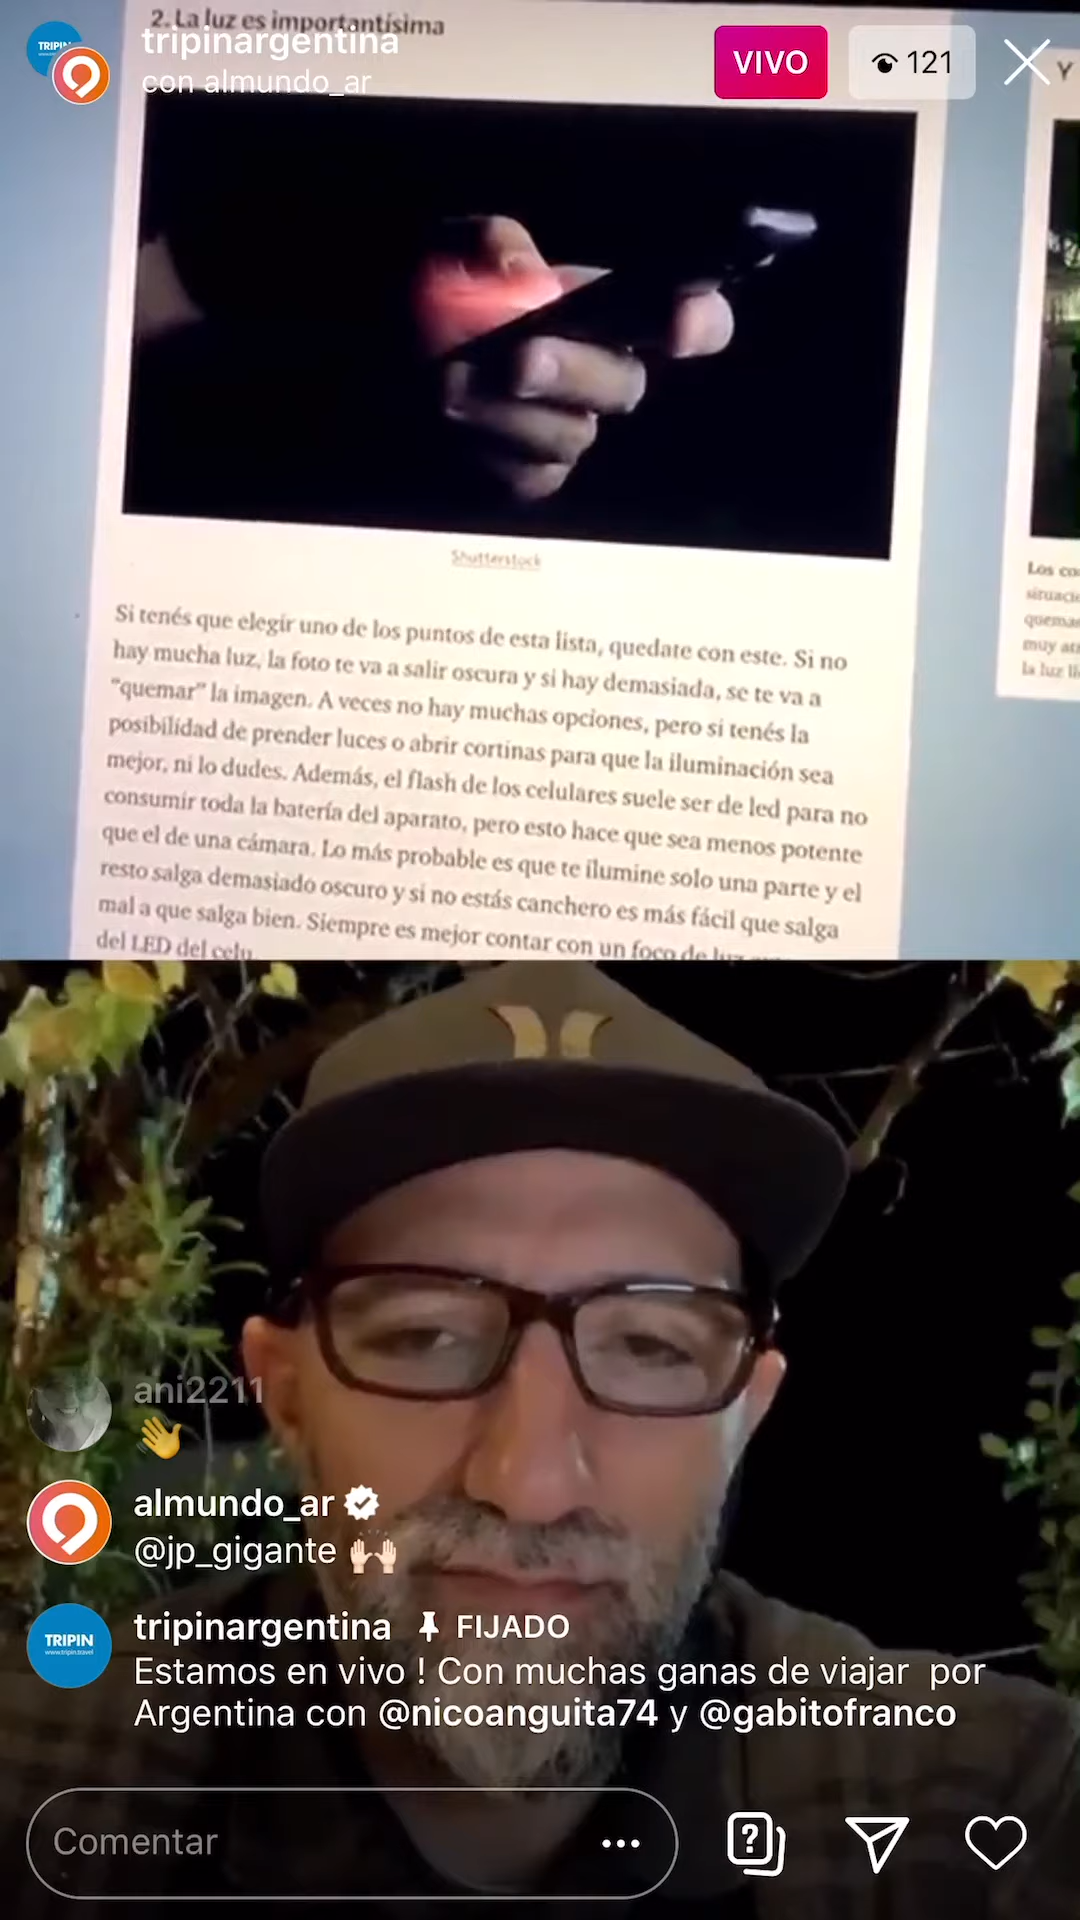 2. La luz es importantísima
TRIPIN
tripinargentina
con almundo_ar
VIVO
121
Y
Shutterstock
Si tenés que elegir uno de los puntos de esta lista, quedate con este. Si no
hay mucha luz, la foto te va a salir oscura y si hay demasiada, se te va a
"quemar" la imagen. A veces no hay muchas opciones, pero si tenés la
posibilidad de prender luces o abrir cortinas para que la iluminación sea
mejor, ni lo dudes. Además, el flash de los celulares suele ser de led para no
consumir toda la batería del aparato, pero esto hace que sea menos potente
que el de una cámara. Lo más probable es que te ilumine solo una parte y el
resto salga demasiado oscuro y si no estás canchero es más fácil que salga
mal a que salga bien. Siempre es mejor contar con un foco de luz
del LED del celu.
Los
muy
la luz
ani2211
👋
almundo_ar
@jp_gigante 🙌🏻
TRIPIN
www.tripin.travel
tripinargentina FIJADO
Estamos en vivo ! Con muchas ganas de viajar por
Argentina con @nicoanguita74 y @gabitofranco
Comentar